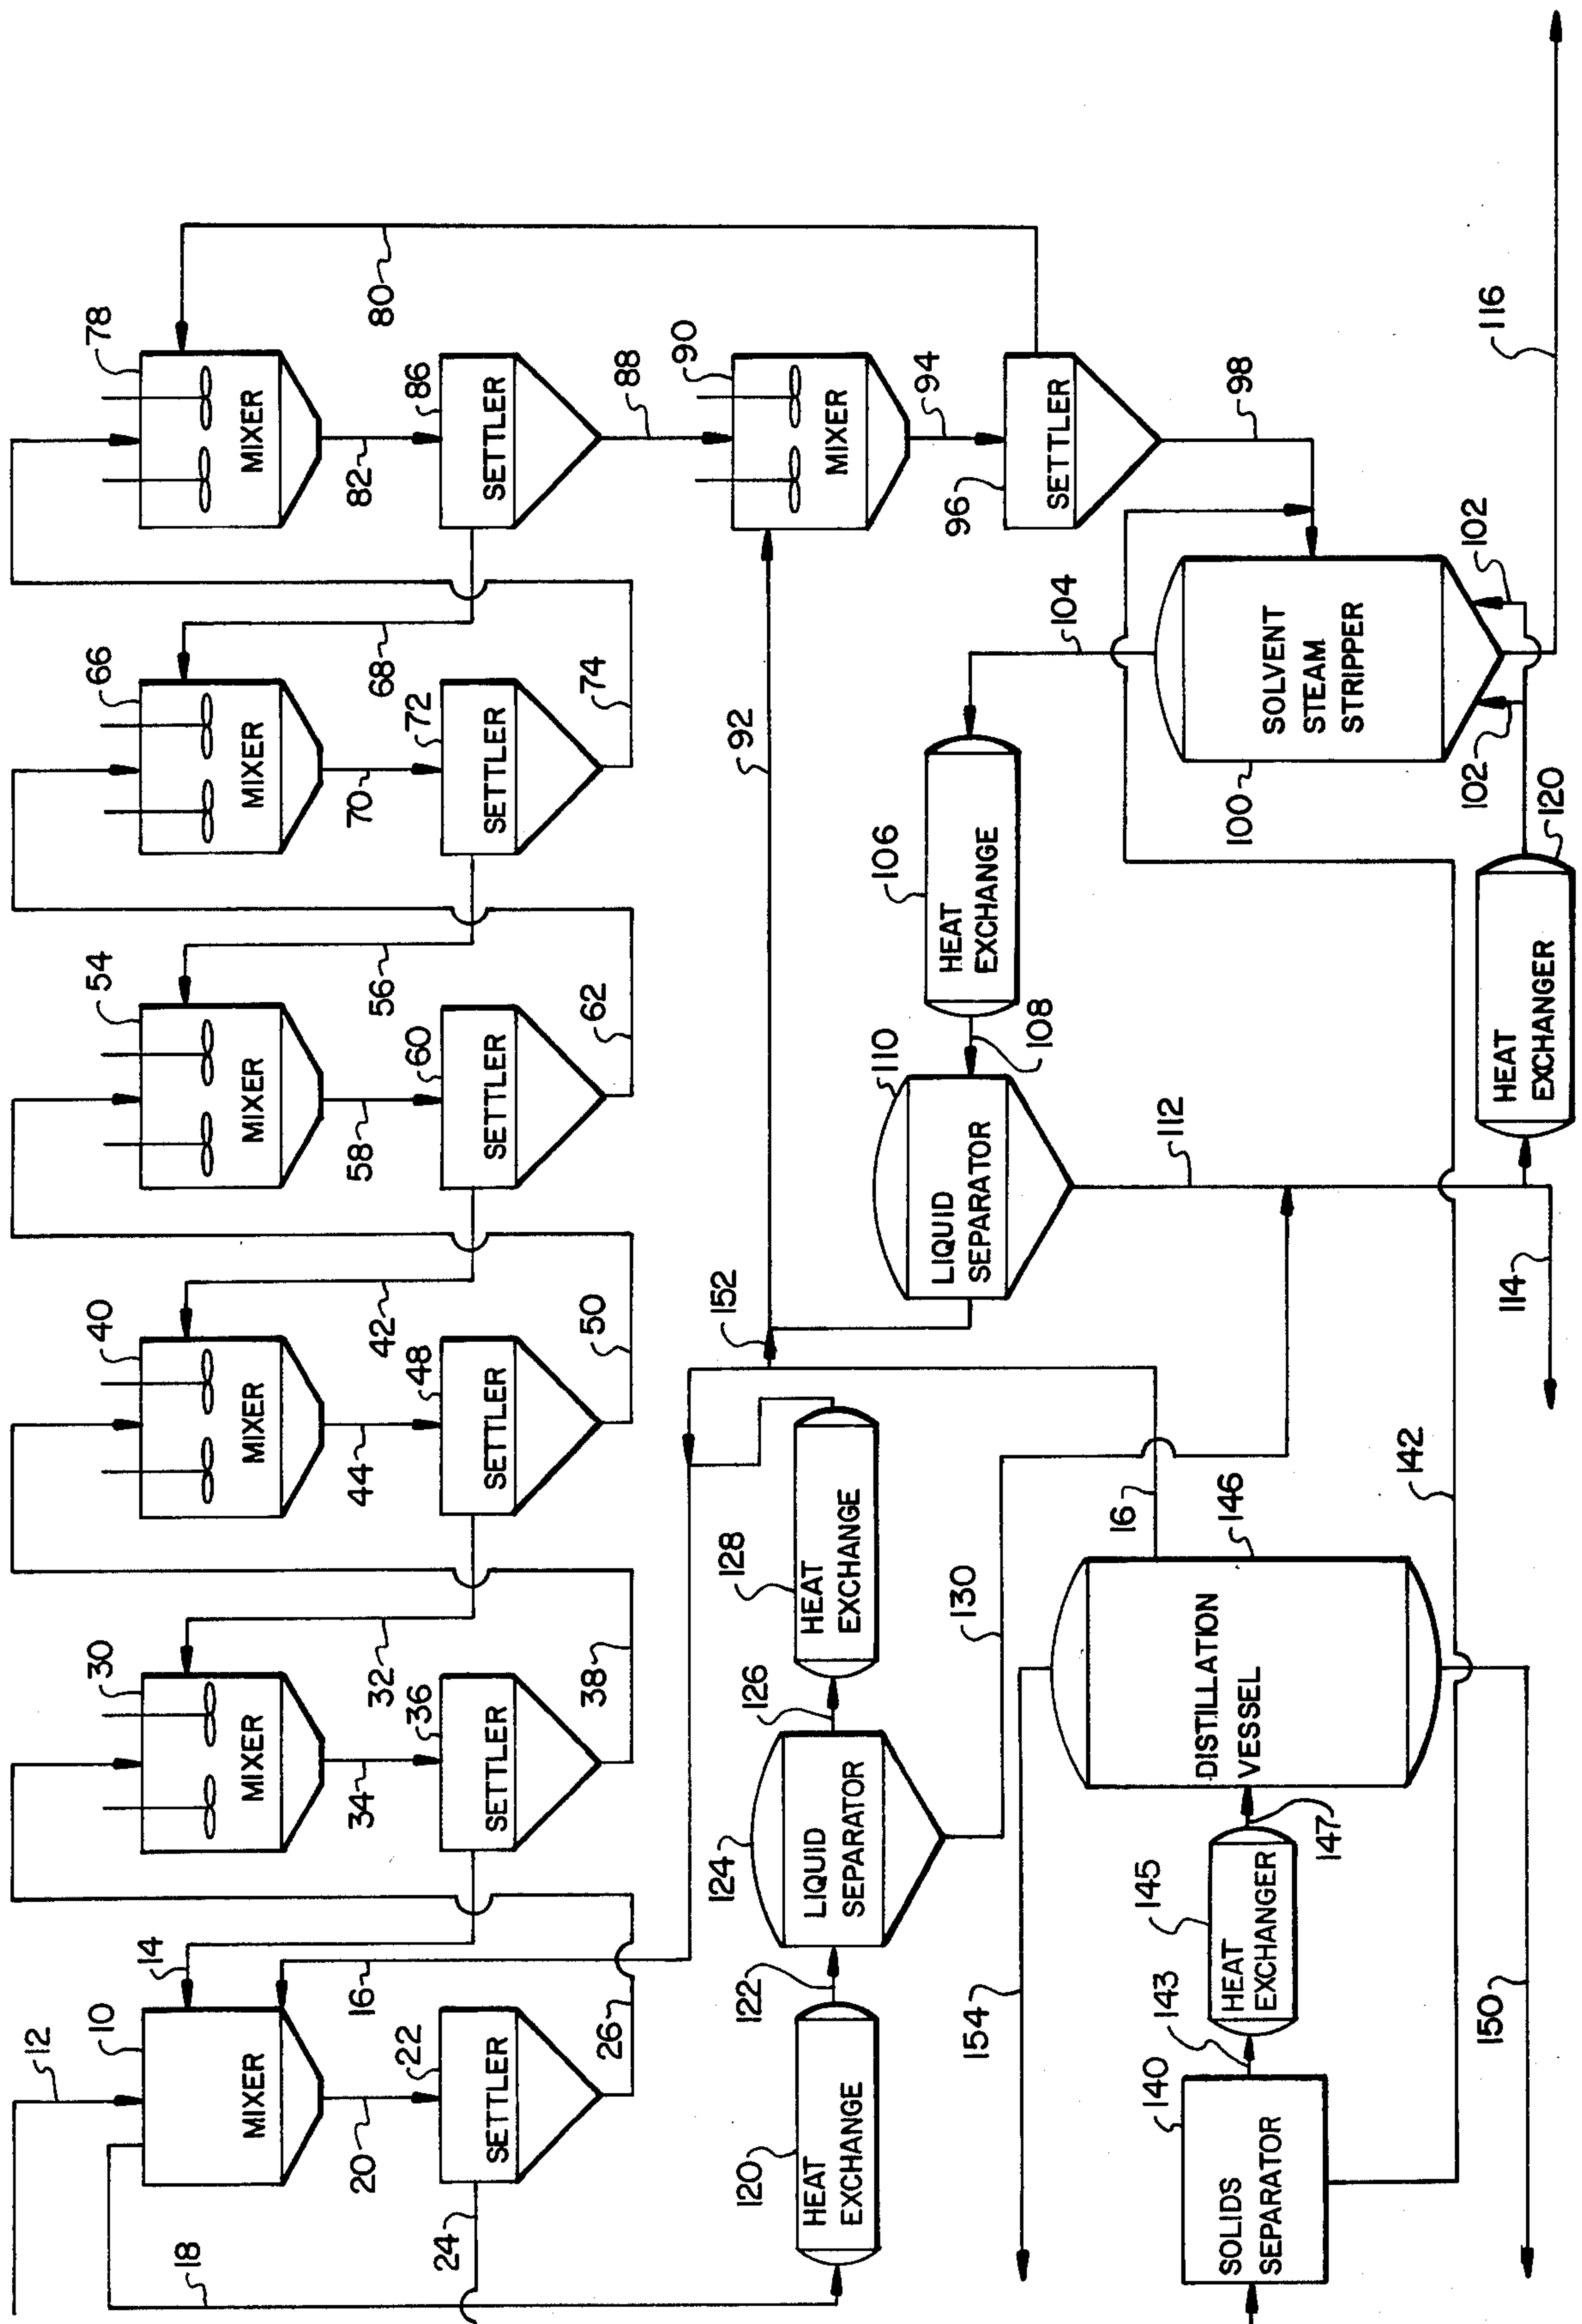 12
10
MIXER
14
18
20
22
SETTLER
24
16
26
30
MIXER
32
34
36
SETTLER
38
40
MIXER
42
44
48
SETTLER
50
54
MIXER
56
58
60
SETTLER
62
66
MIXER
68
70
72
SETTLER
74
78
MIXER
80
82
86
SETTLER
88
90
MIXER
92
94
96
SETTLER
98
120
HEAT
EXCHANGE
122
124
LIQUID
SEPARATOR
126
128
HEAT
EXCHANGE
130
152
110
LIQUID
SEPARATOR
108
106
HEAT
EXCHANGE
104
112
100
SOLVENT
STEAM
STRIPPER
102
102
120
HEAT
EXCHANGER
114
116
154
140
SOLIDS
SEPARATOR
143
145
HEAT
EXCHANGER
147
DISTILLATION
VESSEL
146
16
142
150